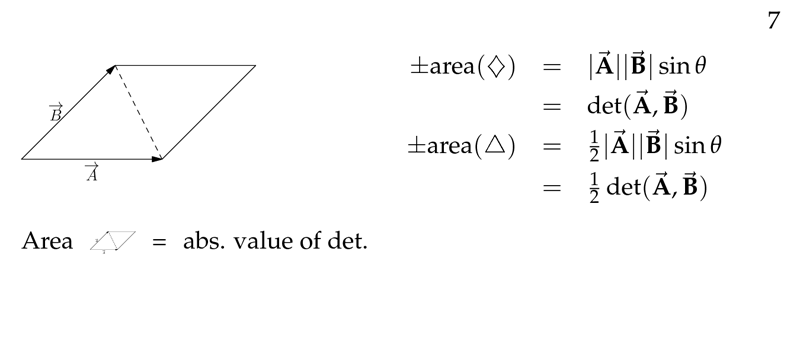 7
±area(♢) = |A⃗||B⃗| sin θ
= det(A⃗, B⃗)
±area(△) = ½|A⃗||B⃗| sin θ
= ½ det(A⃗, B⃗)
B⃗
A⃗
Area = abs. value of det.